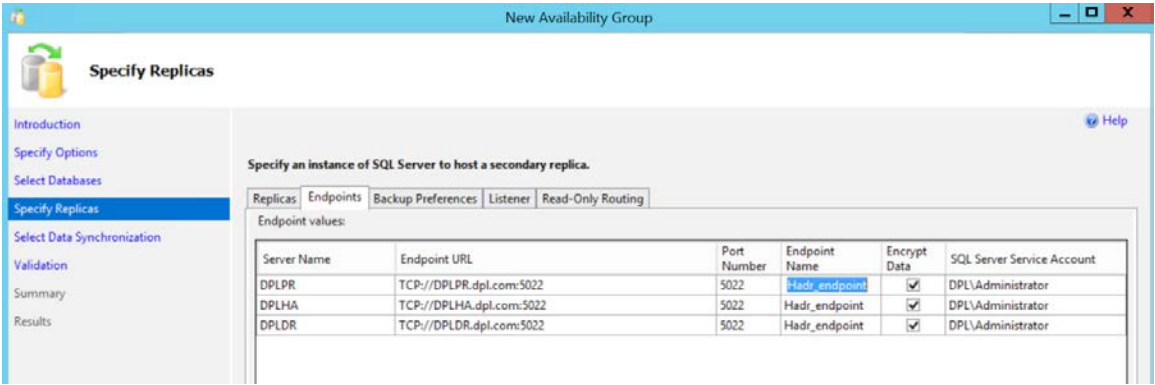 New Availability Group
Specify Replicas
Help
Introduction
Specify Options
Select Databases
Specify Replicas
Select Data Synchronization
Validation
Summary
Results
Specify an instance of SQL Server to host a secondary replica.
Replicas Endpoints Backup Preferences Listener Read-Only Routing
Endpoint values:
Server Name Endpoint URL Port Number Endpoint Name Encrypt Data SQL Server Service Account
DPLPR TCP://DPLPR.dpl.com:5022 5022 Hadr_endpoint DPL\Administrator
DPLHA TCP://DPLHA.dpl.com:5022 5022 Hadr_endpoint DPL\Administrator
DPLDR TCP://DPLDR.dpl.com:5022 5022 Hadr_endpoint DPL\Administrator